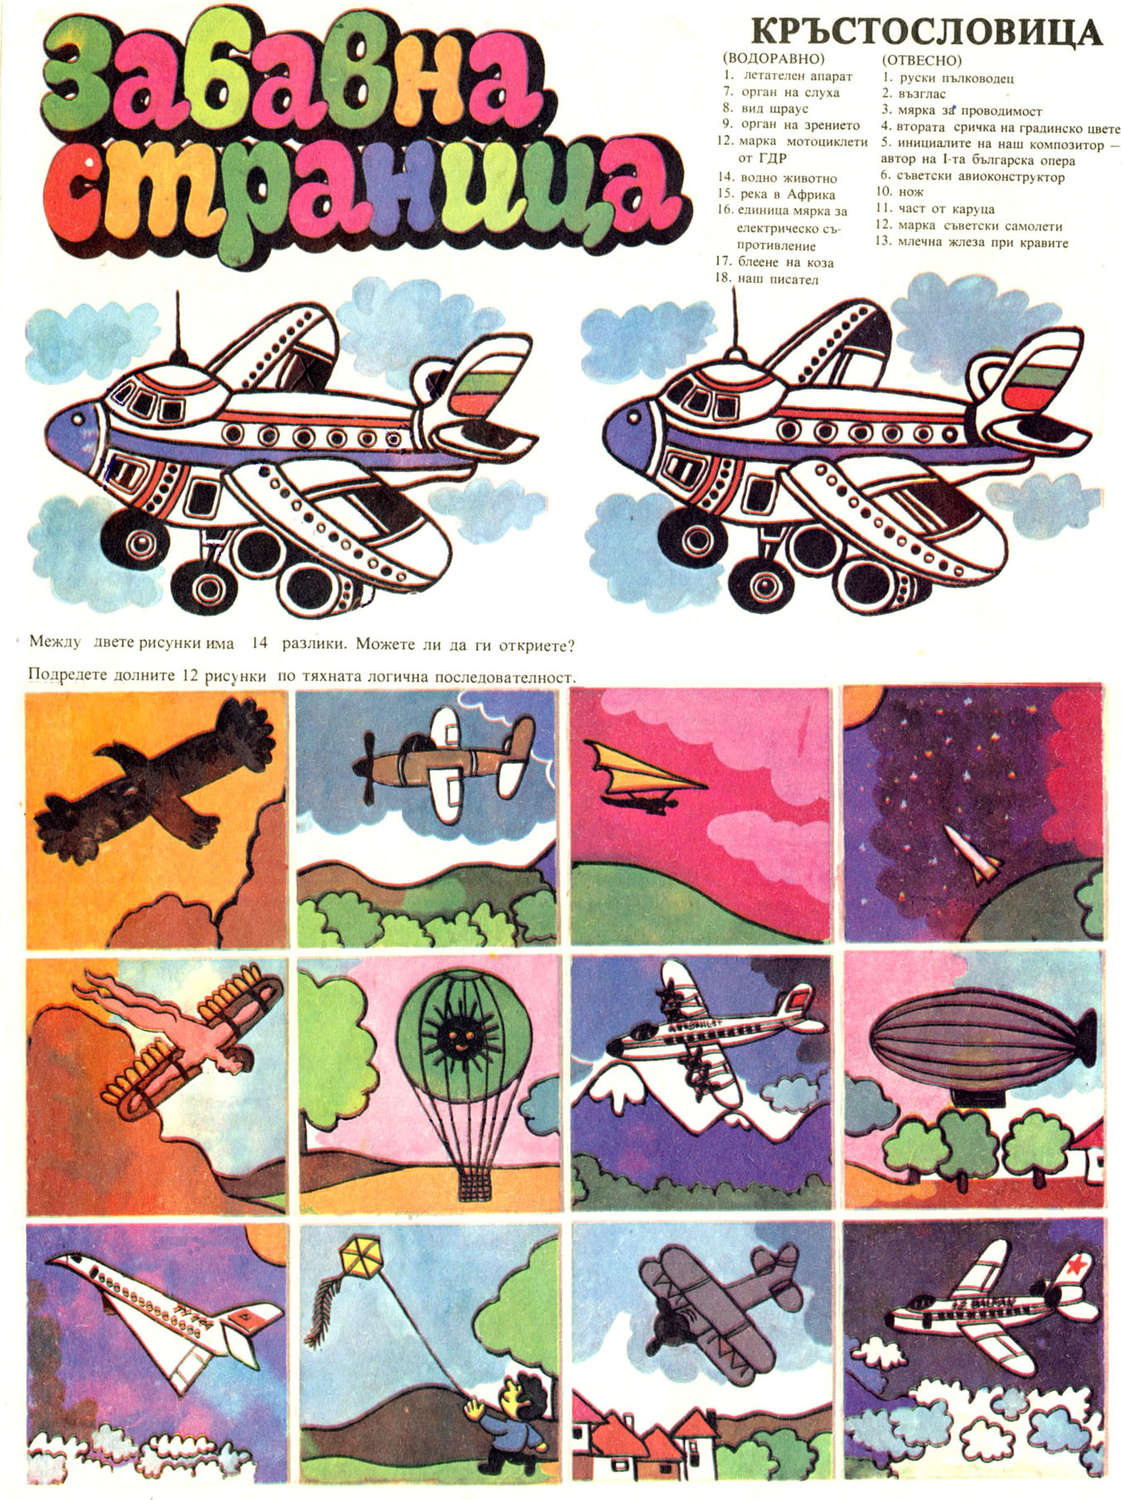 Забавна
страница
КРЪСТОСЛОВИЦА
(ВОДОРАВНО)
1. летателен апарат
7. орган на слуха
8. вид щраус
9. орган на зрението
12. марка мотоциклети
от ГДР
14. водно животно
15. река в Африка
16. единица мярка за
електрическо съ-
противление
17. блеене на коза
18. наш писател
(ОТВЕСНО)
1. руски пълководец
2. възглас
3. мярка за проводимост
4. втората сричка на градинско цвете
5. инициалите на наш композитор —
автор на I-та българска опера
6. съветски авиоконструктор
10. нож
11. част от каруца
12. марка съветски самолети
13. млечна жлеза при кравите
Между двете рисунки има 14 разлики. Можете ли да ги откриете?
Подредете долните 12 рисунки по тяхната логична последователност.
LZ BALKAN